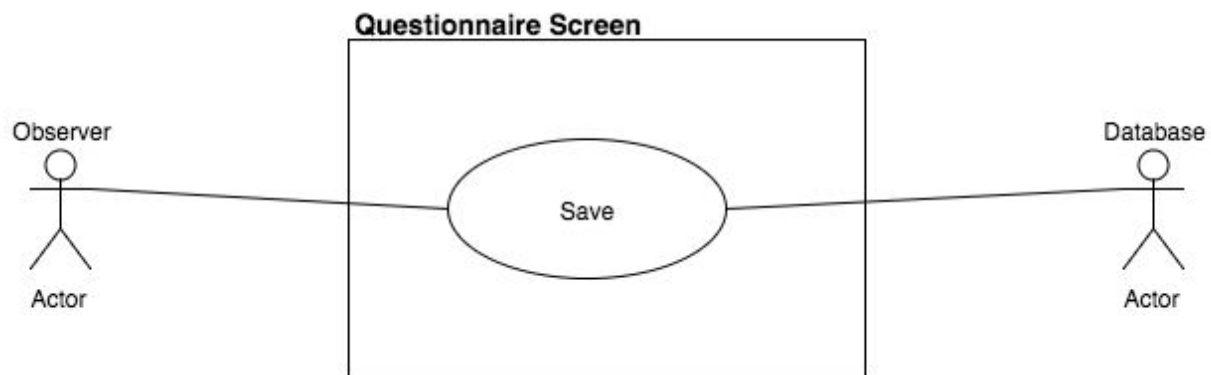 Questionnaire Screen
Observer
Database
Save
Actor
Actor